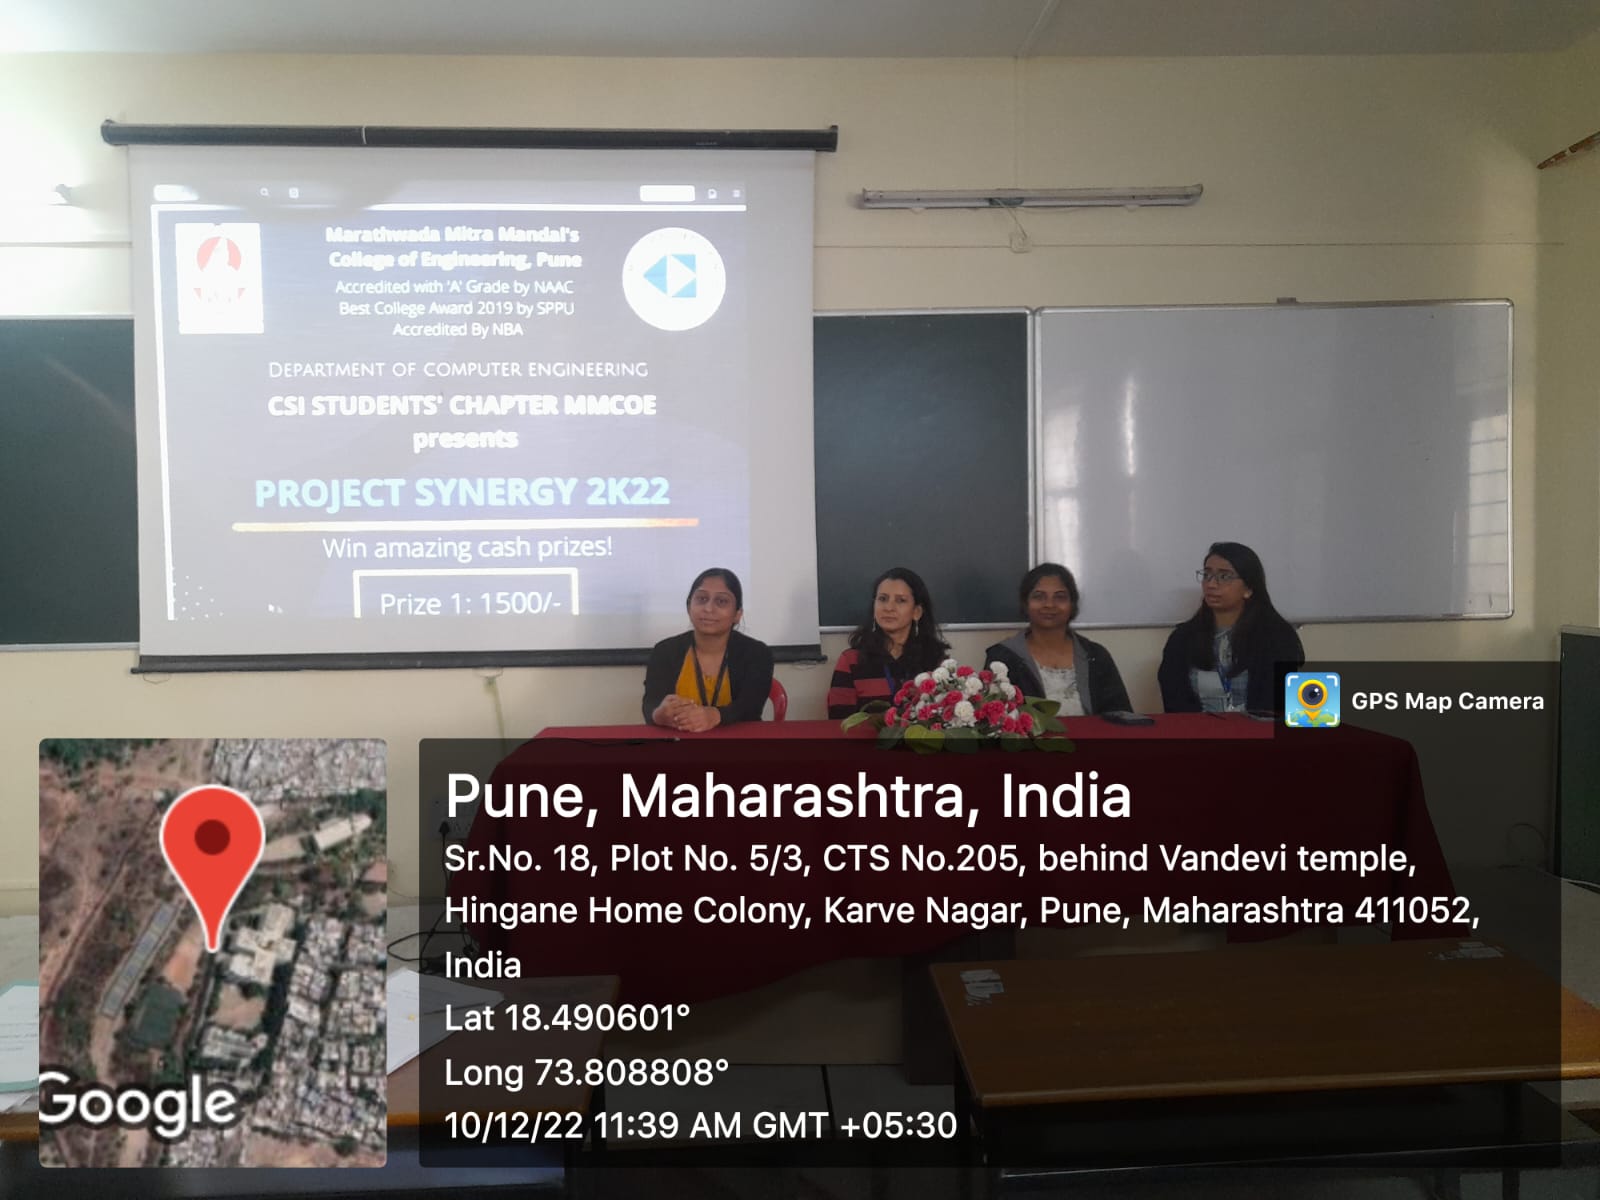 Marathwada Mitra Mandal's
College of Engineering, Pune
Accredited with 'A' Grade by NAAC
Best College Award 2019 by SPPU
Accredited By NBA
DEPARTMENT OF COMPUTER ENGINEERING
CSI STUDENTS' CHAPTER MMCOE
presents
PROJECT SYNERGY 2K22
Win amazing cash prizes!
Prize 1: 1500/-
GPS Map Camera
Pune, Maharashtra, India
Sr.No. 18, Plot No. 5/3, CTS No.205, behind Vandevi temple,
Hingane Home Colony, Karve Nagar, Pune, Maharashtra 411052,
India
Lat 18.490601°
Long 73.808808°
10/12/22 11:39 AM GMT +05:30
Google